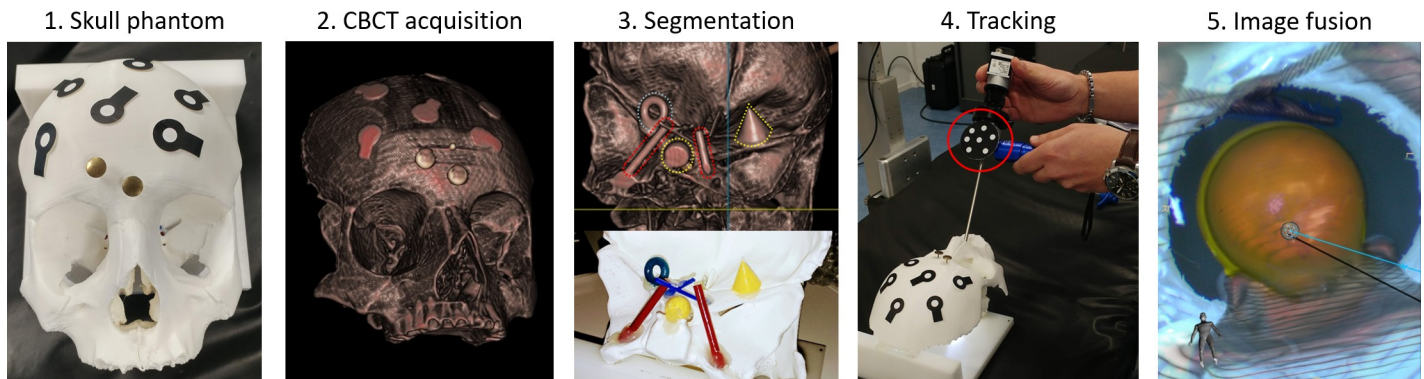 1. Skull phantom
2. CBCT acquisition
3. Segmentation
4. Tracking
5. Image fusion